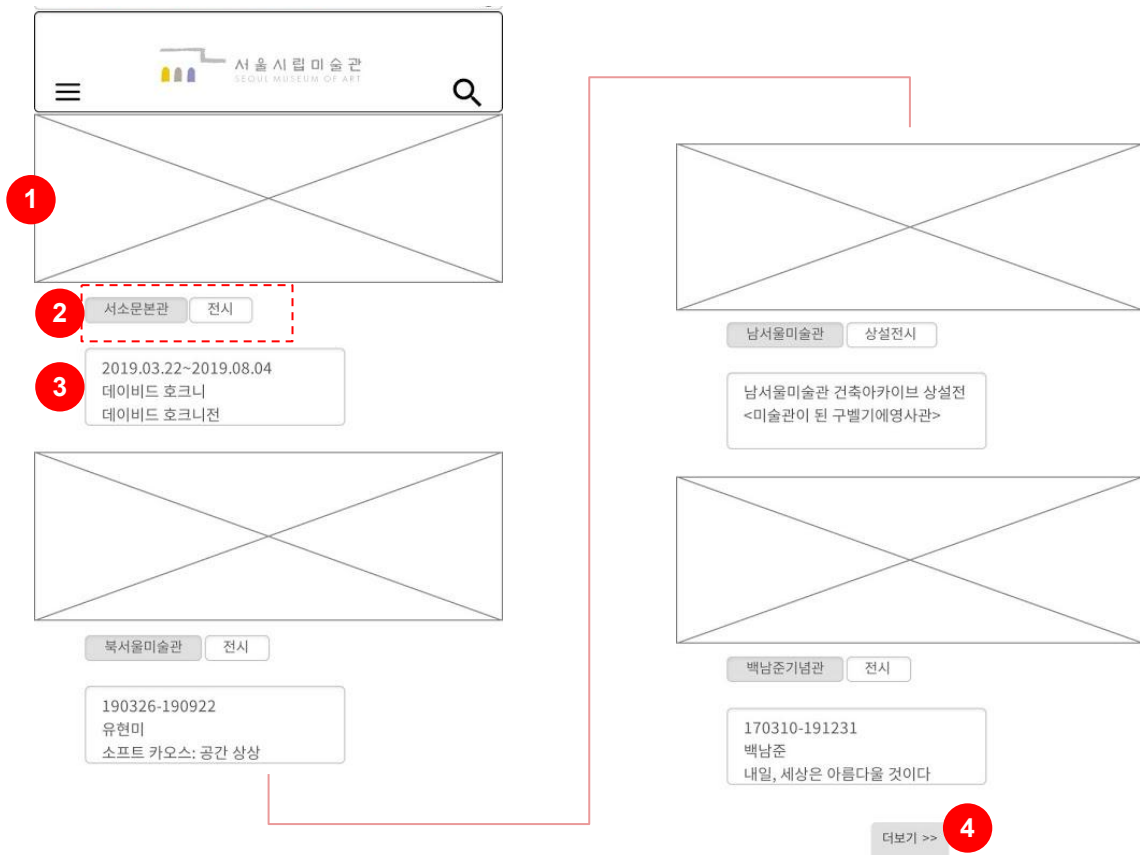 서울시립미술관
SEOUL MUSEUM OF ART
1
2
서소문본관
전시
3
2019.03.22~2019.08.04
데이비드 호크니
데이비드 호크니전
북서울미술관
전시
190326-190922
유현미
소프트 카오스: 공간 상상
남서울미술관
상설전시
남서울미술관 건축아카이브 상설전
<미술관이 된 구벨기에영사관>
백남준기념관
전시
170310-191231
백남준
내일, 세상은 아름다울 것이다
더보기 >>
4